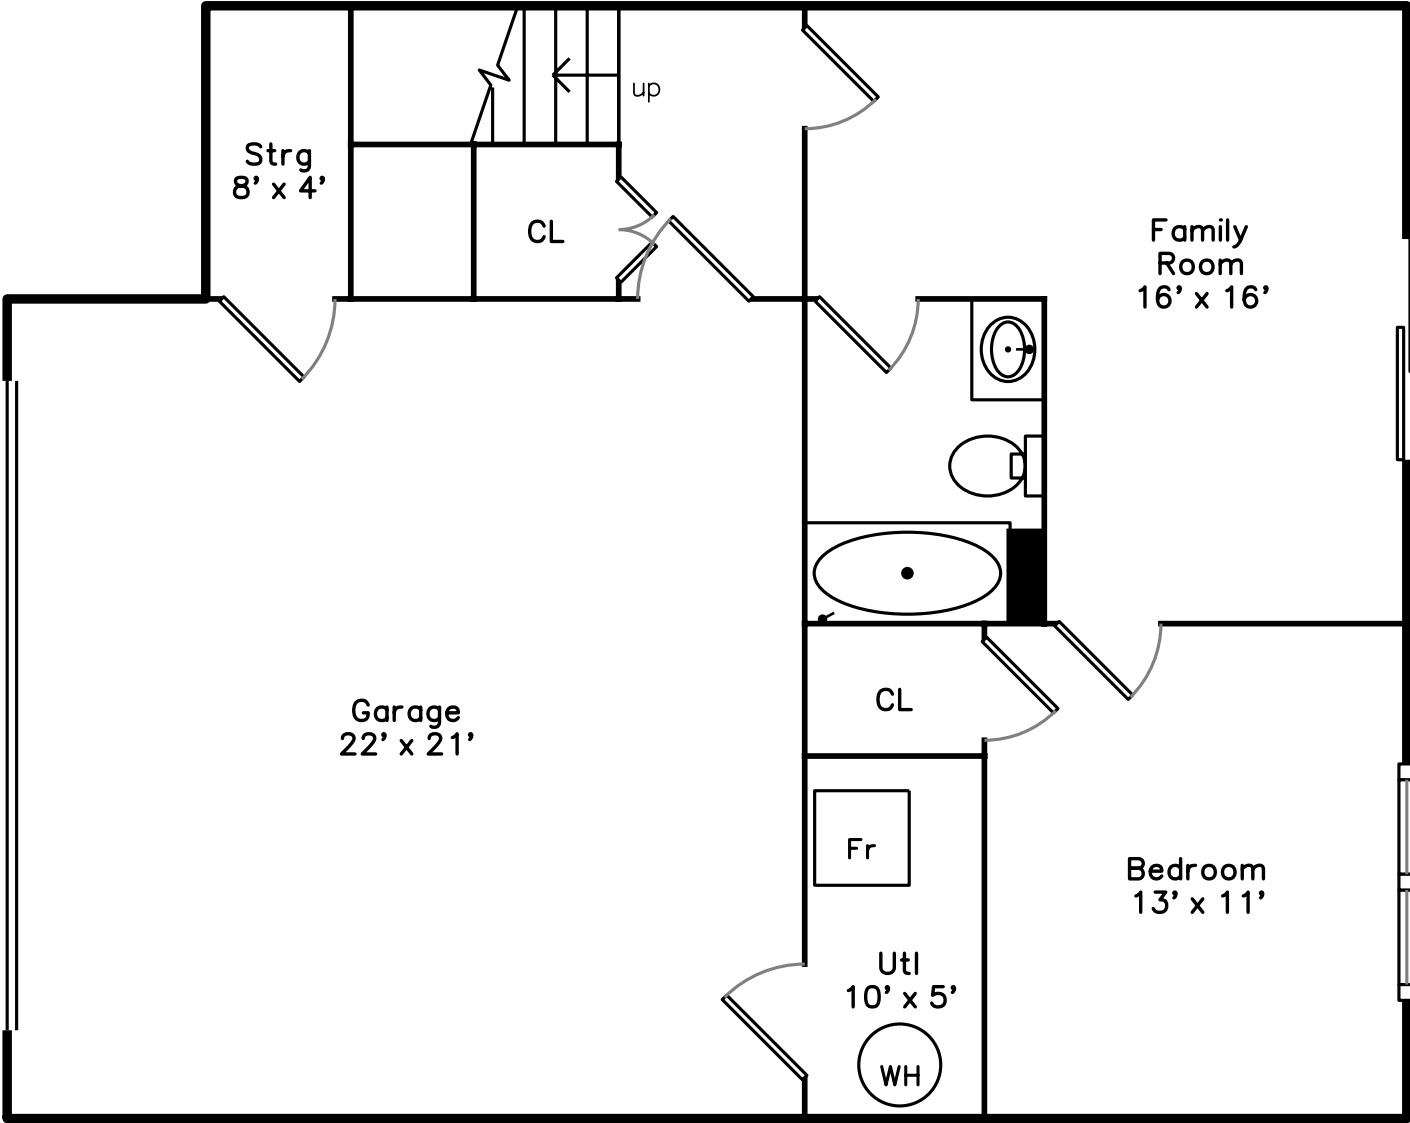 up
Strg
8' x 4'
CL
Family
Room
16' x 16'
Garage
22' x 21'
CL
Fr
Bedroom
13' x 11'
Utl
10' x 5'
WH